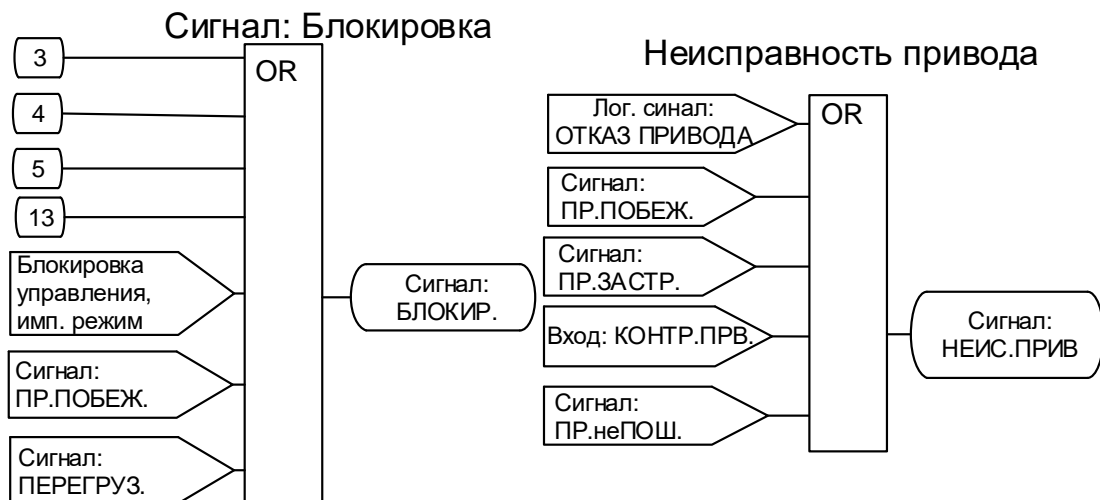 Сигнал: Блокировка
3
4
5
13
Блокировка
управления,
имп. режим
Сигнал:
ПР.ПОБЕЖ.
Сигнал:
ПЕРЕГРУЗ.
OR
Сигнал:
БЛОКИР.
Неисправность привода
Лог. синал:
ОТКАЗ ПРИВОДА
Сигнал:
ПР.ПОБЕЖ.
Сигнал:
ПР.ЗАСТР.
Вход: КОНТР.ПРВ.
Сигнал:
ПР.неПОШ.
OR
Сигнал:
НЕИС.ПРИВ